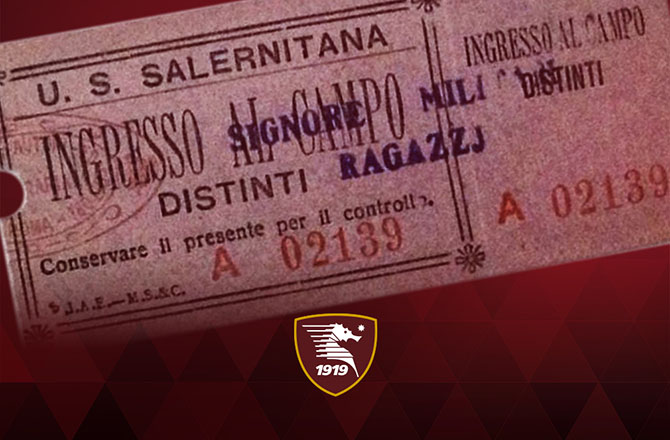 U. S. SALERNITANA
INGRESSO AL CAMPO
SIGNORE MILI
DISTINTI RAGAZZJ
Conservare il presente per il controllo.
A 02139
S.I.A.E.—M.S.&C.
INGRESSO AL CAMPO
DISTINTI
A 02139
1919